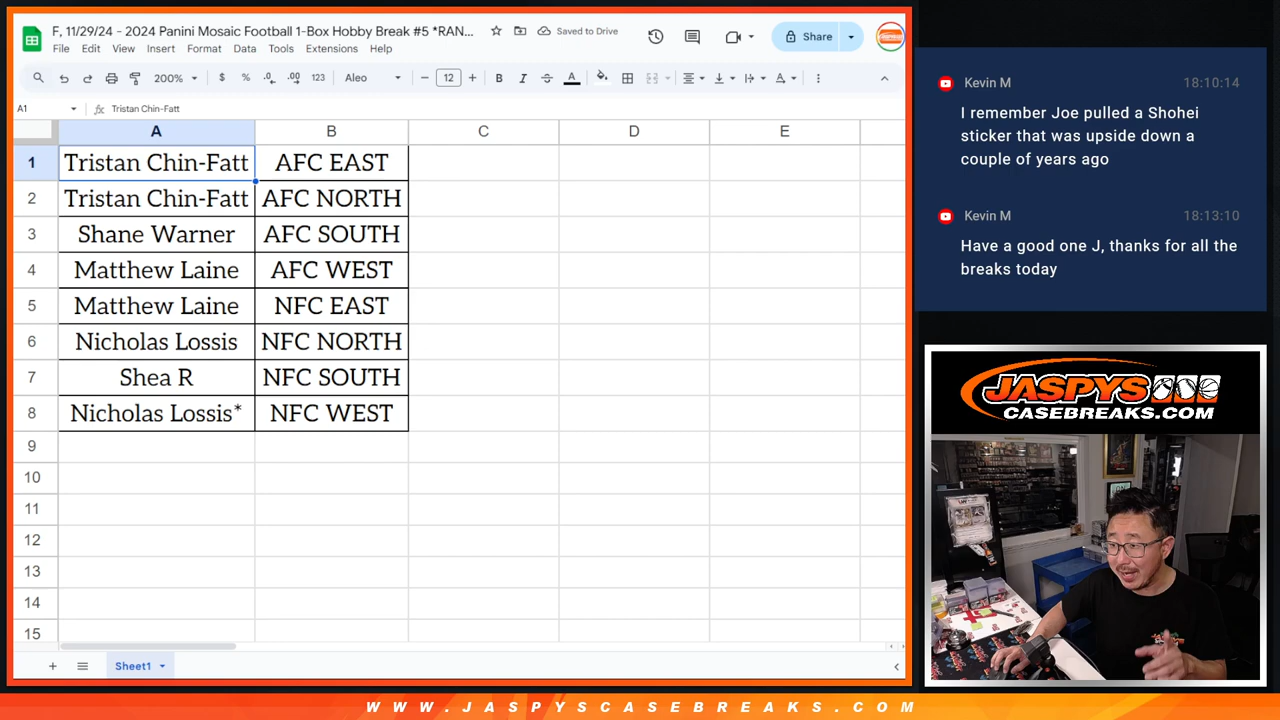 F, 11/29/24 - 2024 Panini Mosaic Football 1-Box Hobby Break #5 *RAN...
Saved to Drive
Share
File Edit View Insert Format Data Tools Extensions Help
200% $ % .0 .00 123 Aleo 12 B I A
A1 Tristan Chin-Fatt
A B C D E
1 Tristan Chin-Fatt AFC EAST
2 Tristan Chin-Fatt AFC NORTH
3 Shane Warner AFC SOUTH
4 Matthew Laine AFC WEST
5 Matthew Laine NFC EAST
6 Nicholas Lossis NFC NORTH
7 Shea R NFC SOUTH
8 Nicholas Lossis* NFC WEST
9
10
11
12
13
14
15
Sheet1
Kevin M 18:10:14
I remember Joe pulled a Shohei
sticker that was upside down a
couple of years ago
Kevin M 18:13:10
Have a good one J, thanks for all the
breaks today
JASPYS
CASEBREAKS.COM
WWW.JASPYSCASEBREAKS.COM